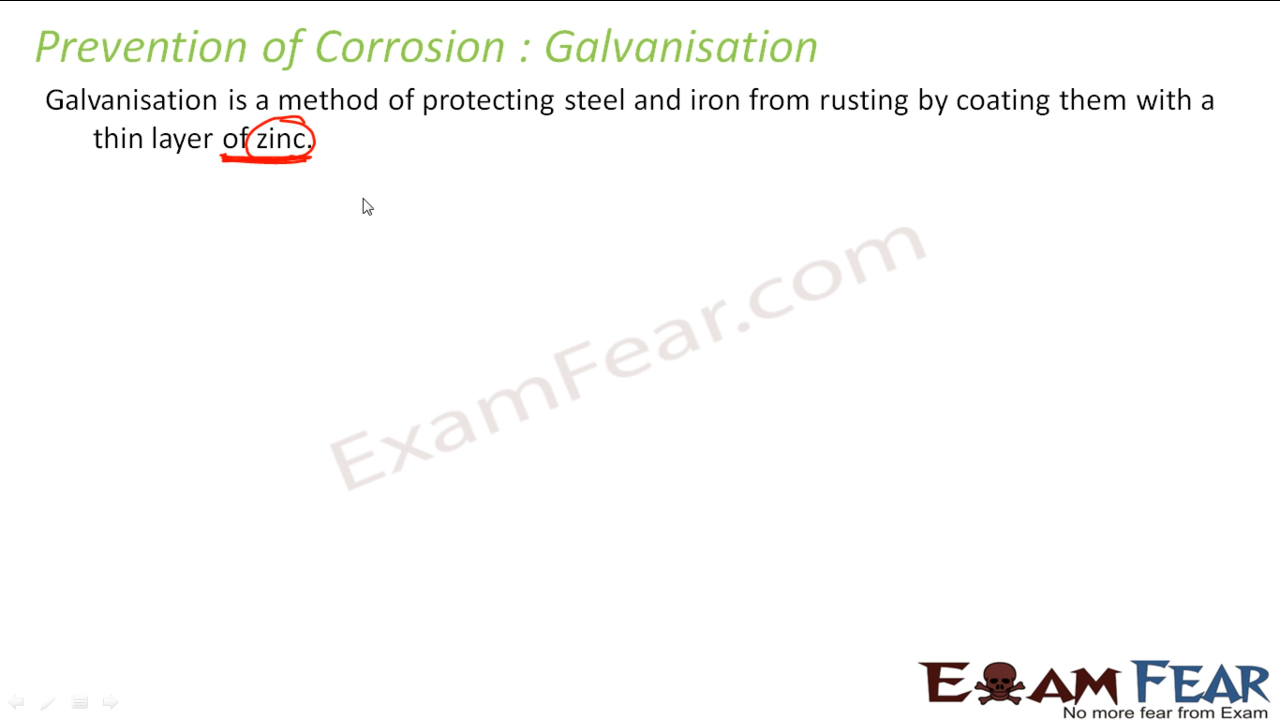 Prevention of Corrosion : Galvanisation
Galvanisation is a method of protecting steel and iron from rusting by coating them with a
thin layer of zinc.
ExamFear.com
EXAM FEAR
No more fear from Exam